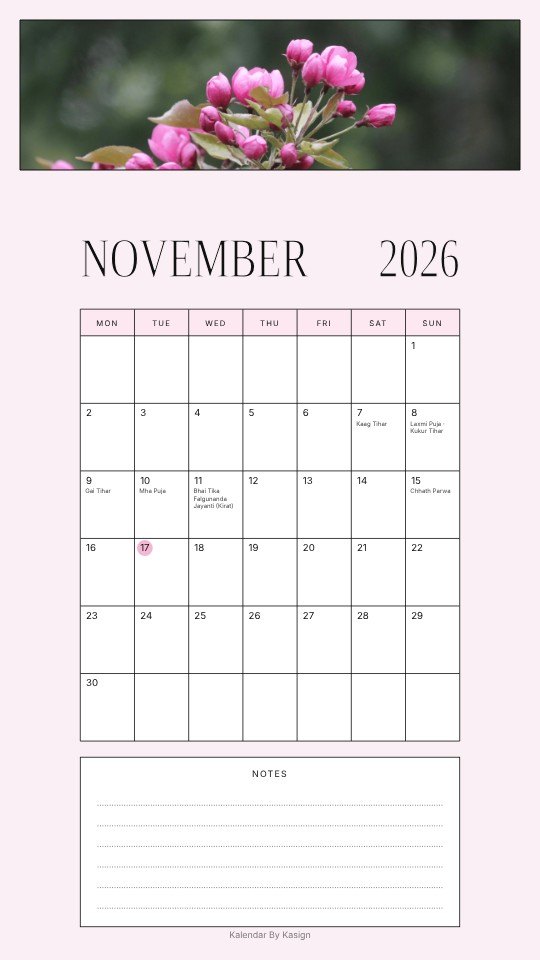 NOVEMBER 2026
MON TUE WED THU FRI SAT SUN
1
2 3 4 5 6 7 8
Kaag Tihar
Laxmi Puja -
Kukur Tihar
9 10 11 12 13 14 15
Gai Tihar
Mha Puja
Bhai Tika
Falgunanda
Jayanti (Kirat)
Chhath Parwa
16 17 18 19 20 21 22
23 24 25 26 27 28 29
30
NOTES
Kalendar By Kasign